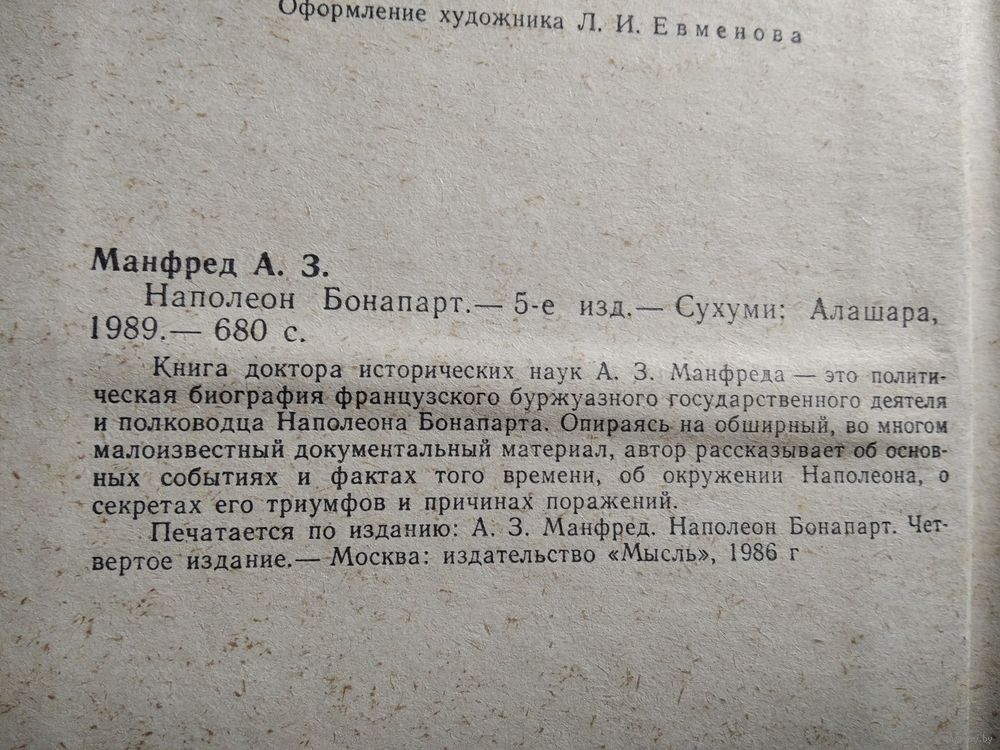 Оформление художника Л. И. Евменова
Манфред А. З.
Наполеон Бонапарт.— 5-е изд.— Сухуми: Алашара,
1989.— 680 с.
Книга доктора исторических наук А. З. Манфреда — это полити-
ческая биография французского буржуазного государственного деятеля
и полководца Наполеона Бонапарта. Опираясь на обширный, во многом
малоизвестный документальный материал, автор рассказывает об основ-
ных событиях и фактах того времени, об окружении Наполеона, о
секретах его триумфов и причинах поражений.
Печатается по изданию: А. З. Манфред. Наполеон Бонапарт. Чет-
вертое издание.— Москва: издательство «Мысль», 1986 г